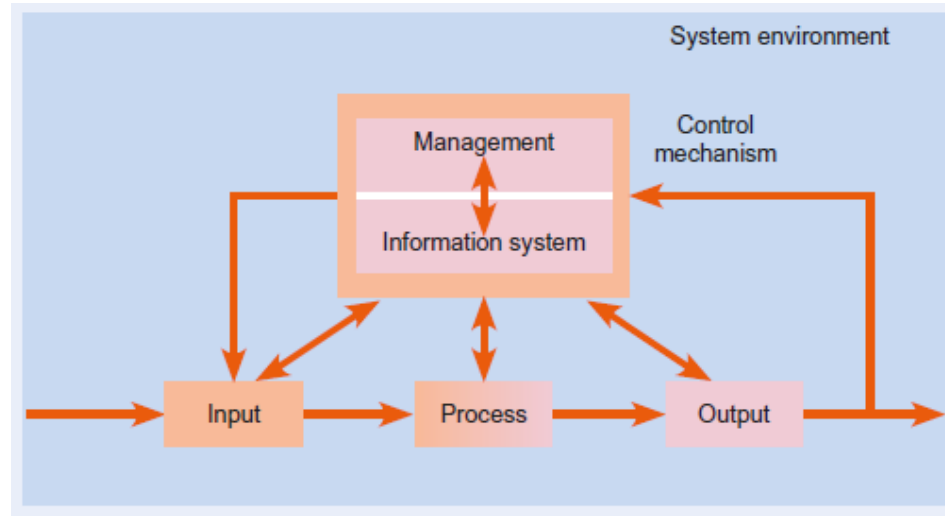 System environment
Management
Control
mechanism
Information system
Input
Process
Output